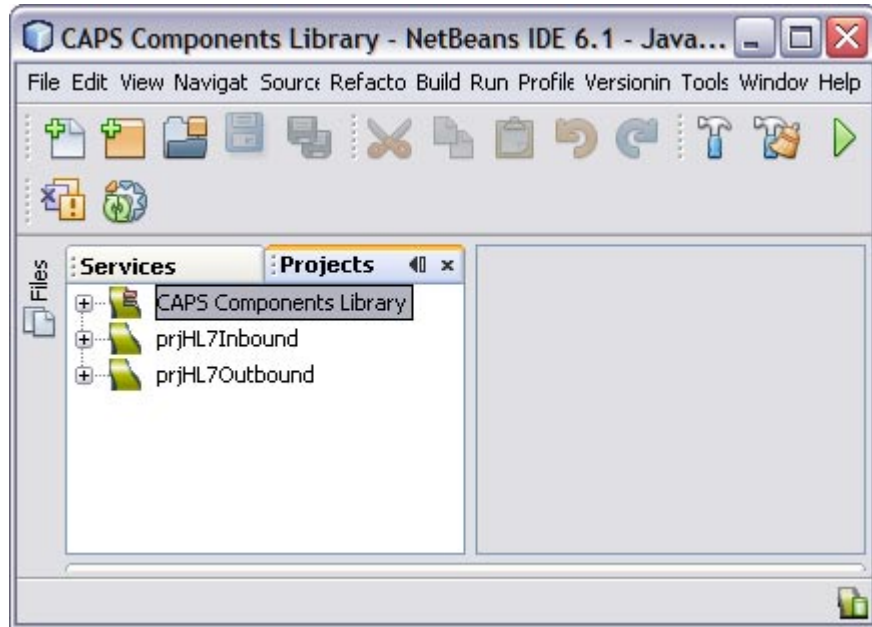 CAPS Components Library - NetBeans IDE 6.1 - Java...
File Edit View Navigat Source Refacto Build Run Profile Versionin Tools Window Help
Files
Services Projects
CAPS Components Library
prjHL7Inbound
prjHL7Outbound